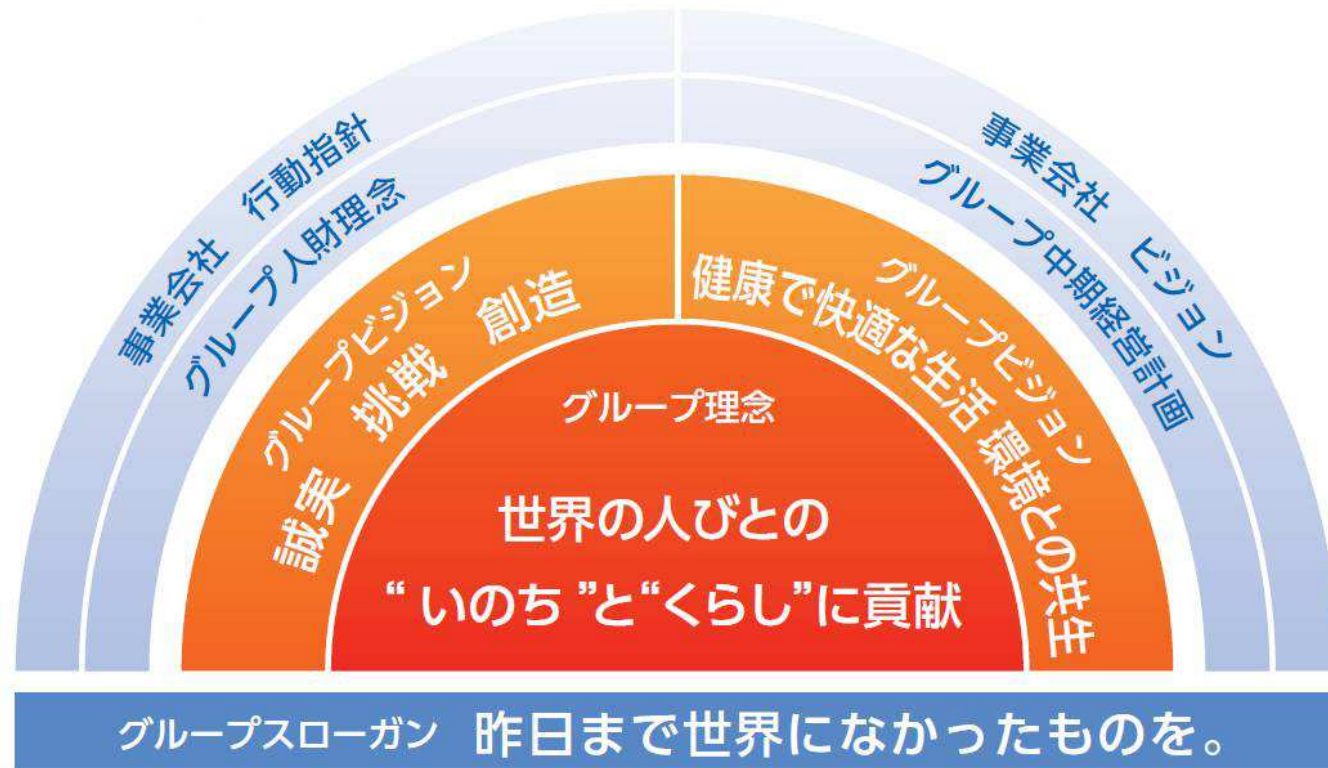 事業会社 行動指針
グループ人財理念
グループビジョン
誠実 挑戦 創造
事業会社 ビジョン
グループ中期経営計画
グループビジョン
健康で快適な生活 環境との共生
グループ理念
世界の人びとの
“いのち”と“くらし”に貢献
グループスローガン 昨日まで世界になかったものを。